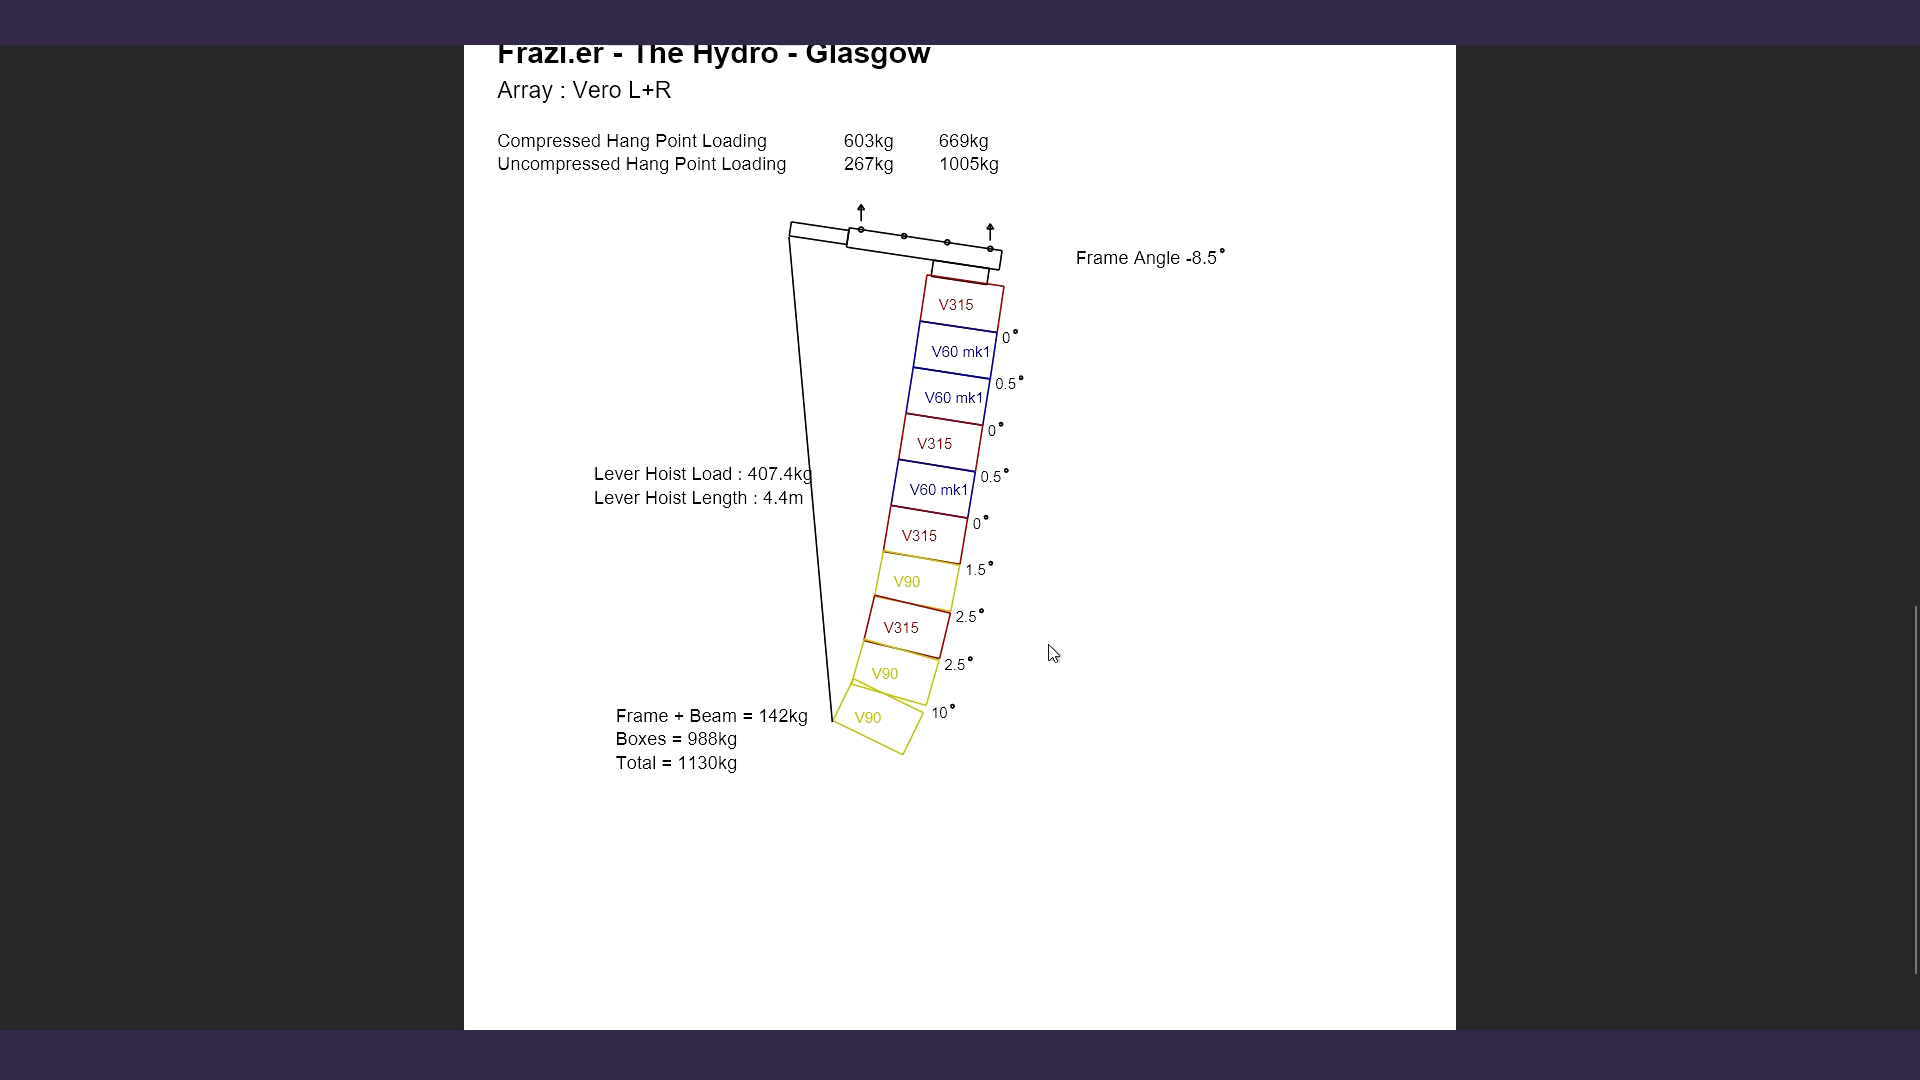 Frazi.er - The Hydro - Glasgow
Array : Vero L+R
Compressed Hang Point Loading 603kg 669kg
Uncompressed Hang Point Loading 267kg 1005kg
Frame Angle -8.5°
V315
0°
V60 mk1
0.5°
V60 mk1
0°
V315
0.5°
V60 mk1
0°
V315
1.5°
V90
2.5°
V315
2.5°
V90
10°
V90
Lever Hoist Load : 407.4kg
Lever Hoist Length : 4.4m
Frame + Beam = 142kg
Boxes = 988kg
Total = 1130kg